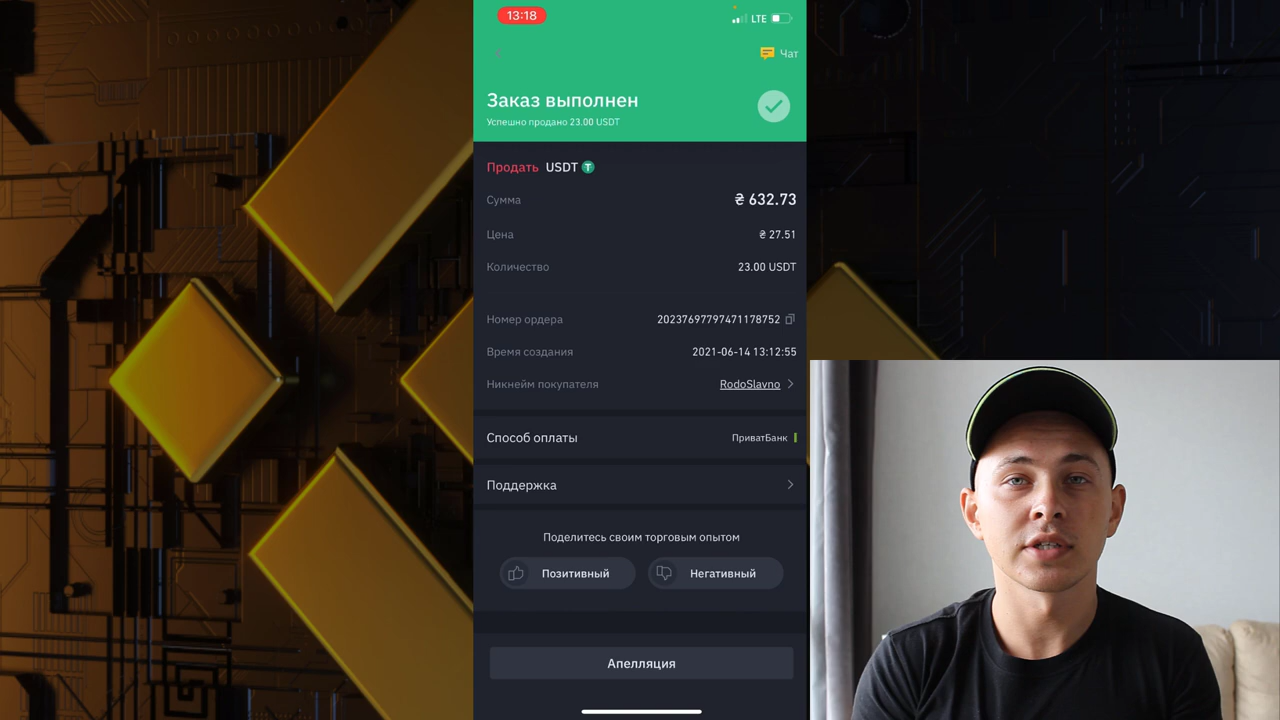 13:18
LTE
Чат
Заказ выполнен
Успешно продано 23.00 USDT
Продать USDT T
Сумма ₴ 632.73
Цена ₴ 27.51
Количество 23.00 USDT
Номер ордера 20237697797471178752
Время создания 2021-06-14 13:12:55
Никнейм покупателя RodoSlavno
Способ оплаты ПриватБанк
Поддержка
Поделитесь своим торговым опытом
Позитивный Негативный
Апелляция